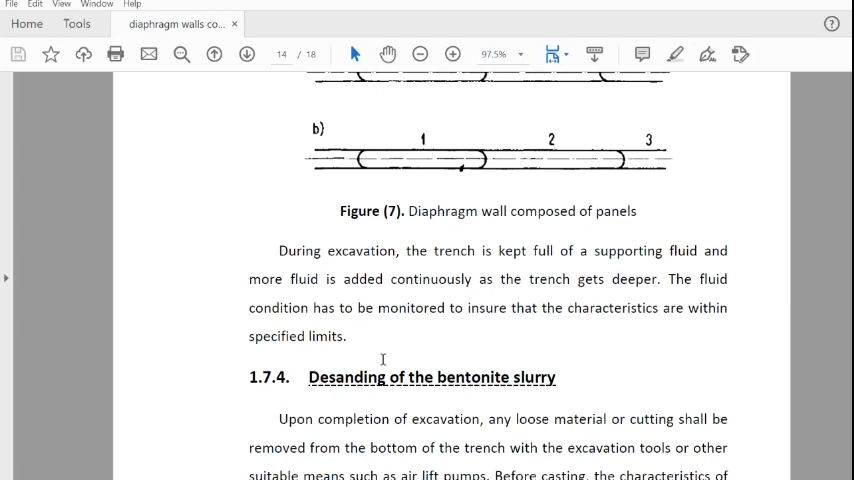 File Edit View Window Help
Home Tools diaphragm walls co... ×
14 / 18 97.5%
b) 1 2 3
Figure (7). Diaphragm wall composed of panels
During excavation, the trench is kept full of a supporting fluid and
more fluid is added continuously as the trench gets deeper. The fluid
condition has to be monitored to insure that the characteristics are within
specified limits.
1.7.4. Desanding of the bentonite slurry
Upon completion of excavation, any loose material or cutting shall be
removed from the bottom of the trench with the excavation tools or other
suitable means such as air lift pumps. Before casting, the characteristics of